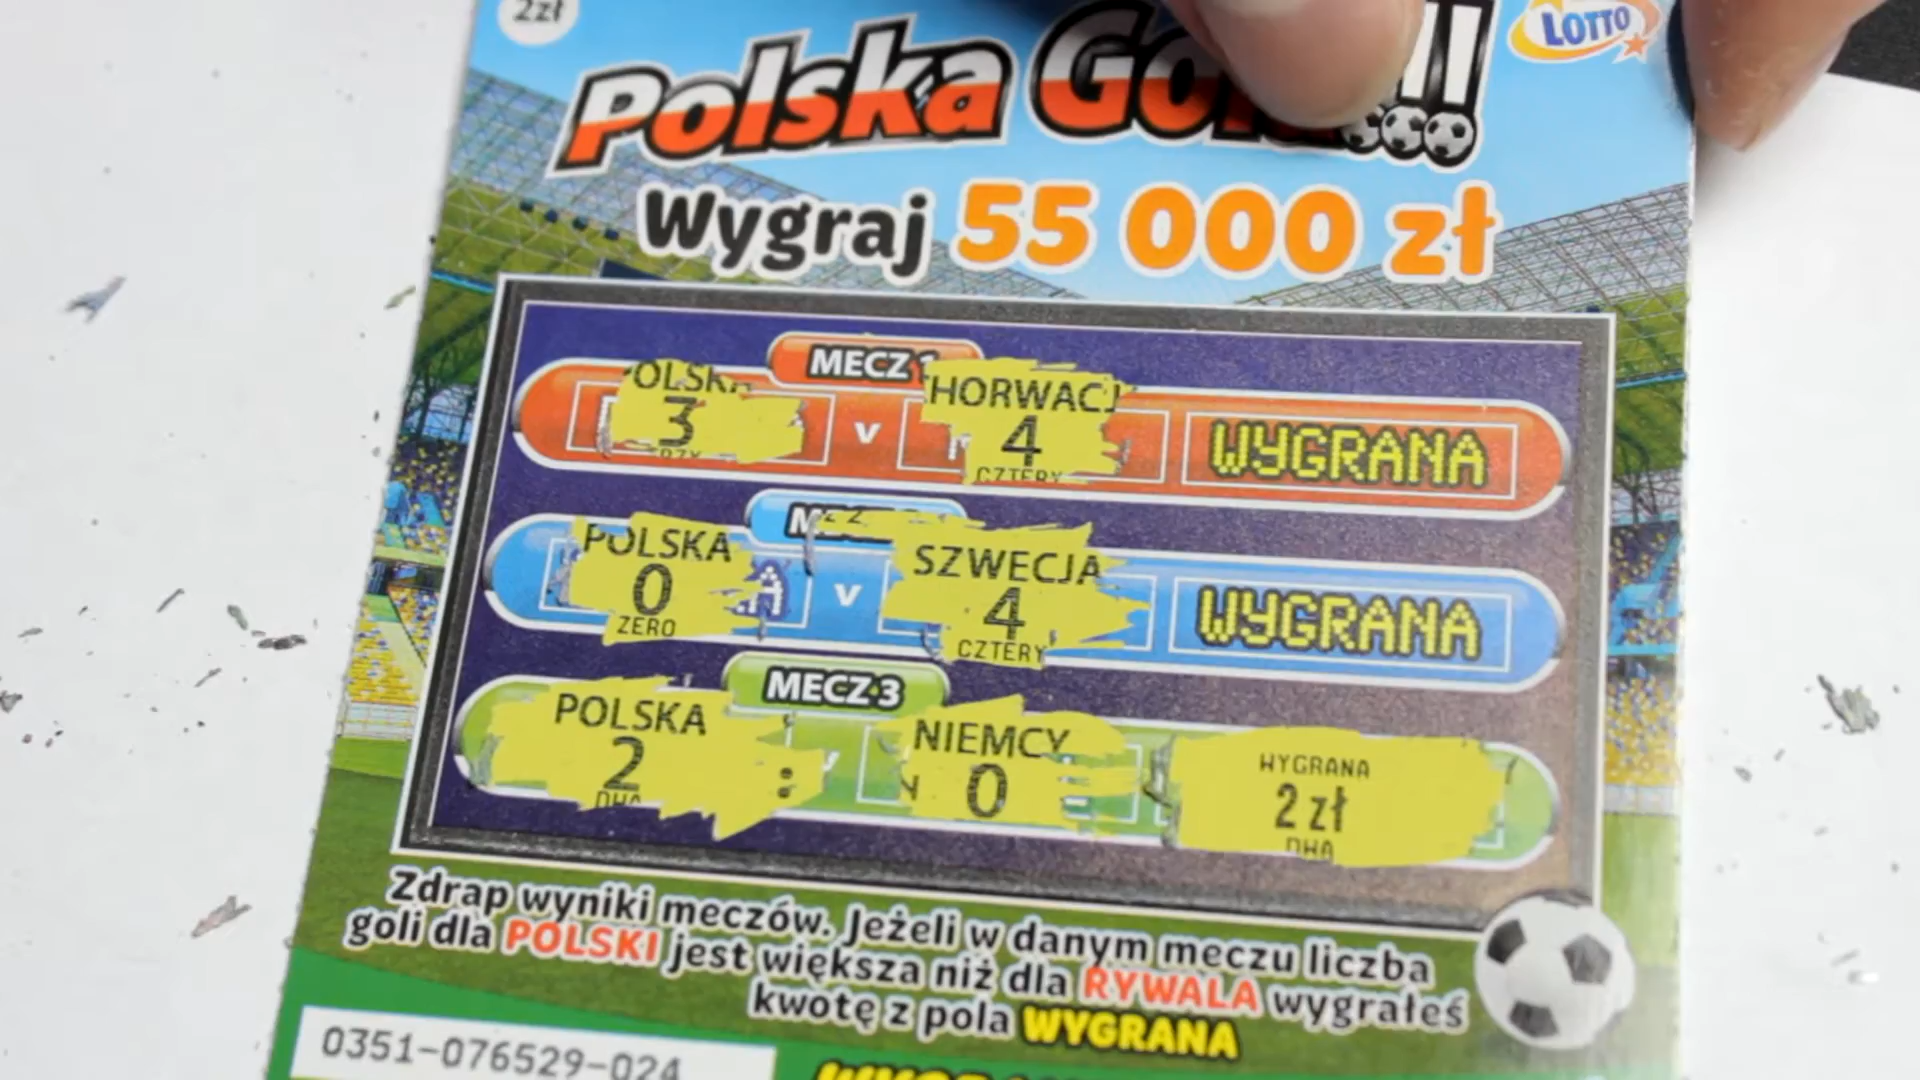 2zł
Polska
LOTTO
Wygraj 55 000 zł
MECZ 1
3
v
4
CZTERY
WYGRANA
POLSKA
0
ZERO
v
SZWECJA
4
CZTERY
WYGRANA
MECZ 3
POLSKA
2
DWA
:
NIEMCY
0
WYGRANA
2 zł
DWA
Zdrap wyniki meczów. Jeżeli w danym meczu liczba
goli dla POLSKI jest większa niż dla RYWALA wygrałeś
kwotę z pola WYGRANA
0351-076529-024